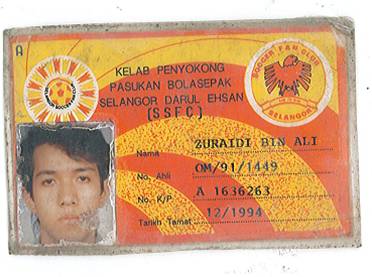 A
KELAB PENYOKONG
PASUKAN BOLASEPAK
SELANGOR DARUL EHSAN
(SSFC)
SOCCER FAN CLUB
SELANGOR
Nama ZURAIDI BIN ALI
No. Ahli OM/91/1449
No. K/P A 1636263
Tarikh Tamat 12/1994